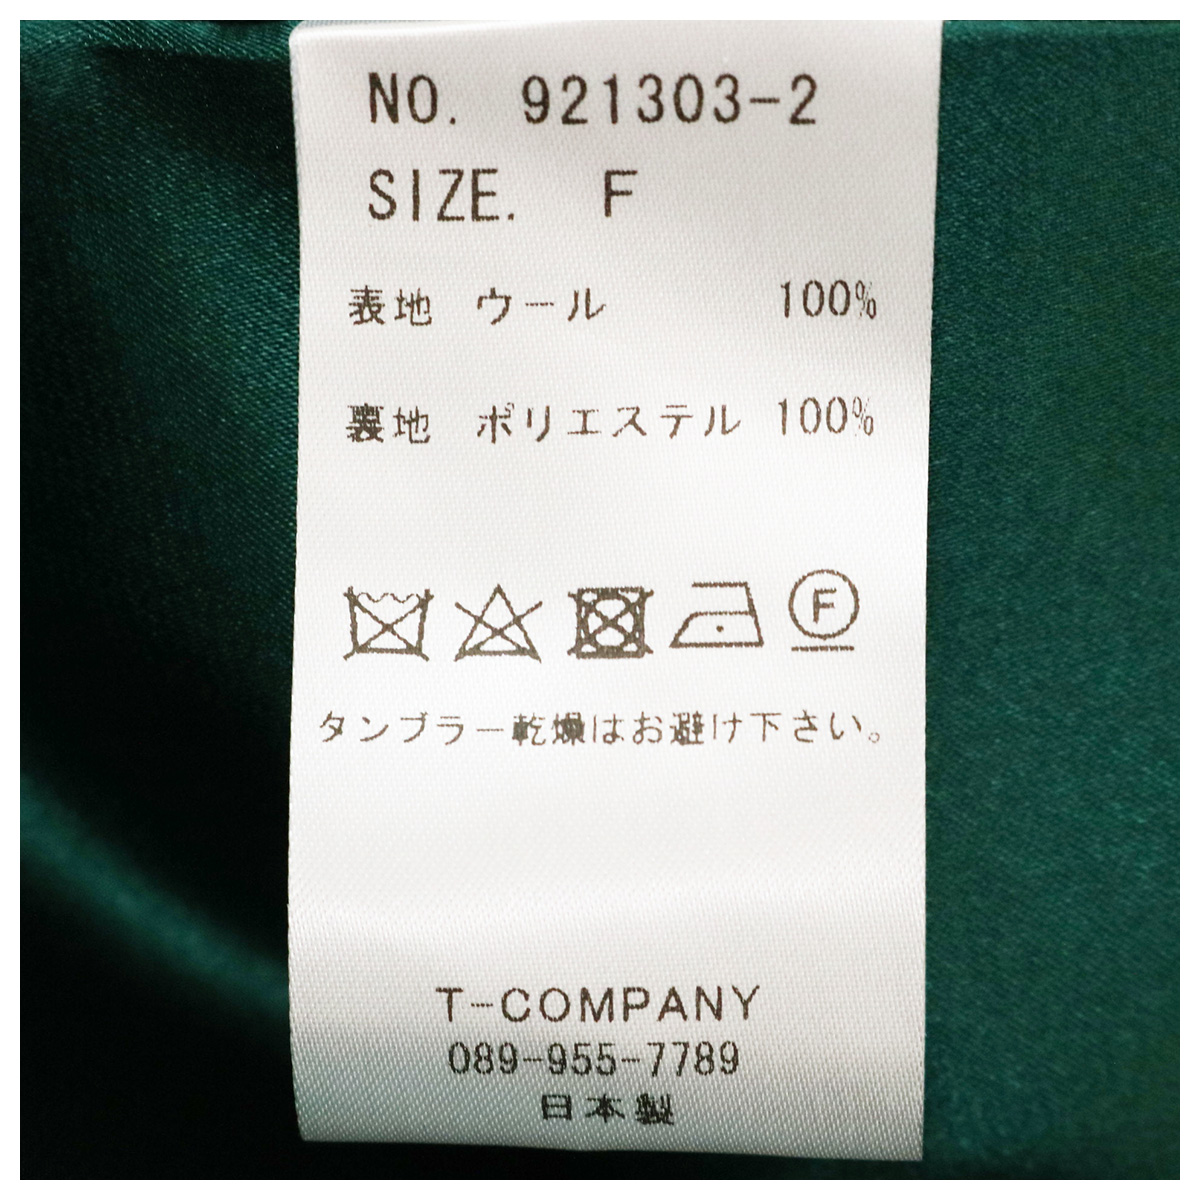 NO. 921303-2
SIZE. F
表地 ウール 100%
裏地 ポリエステル 100%
F
タンブラー乾燥はお避け下さい。
T-COMPANY
089-955-7789
日本製